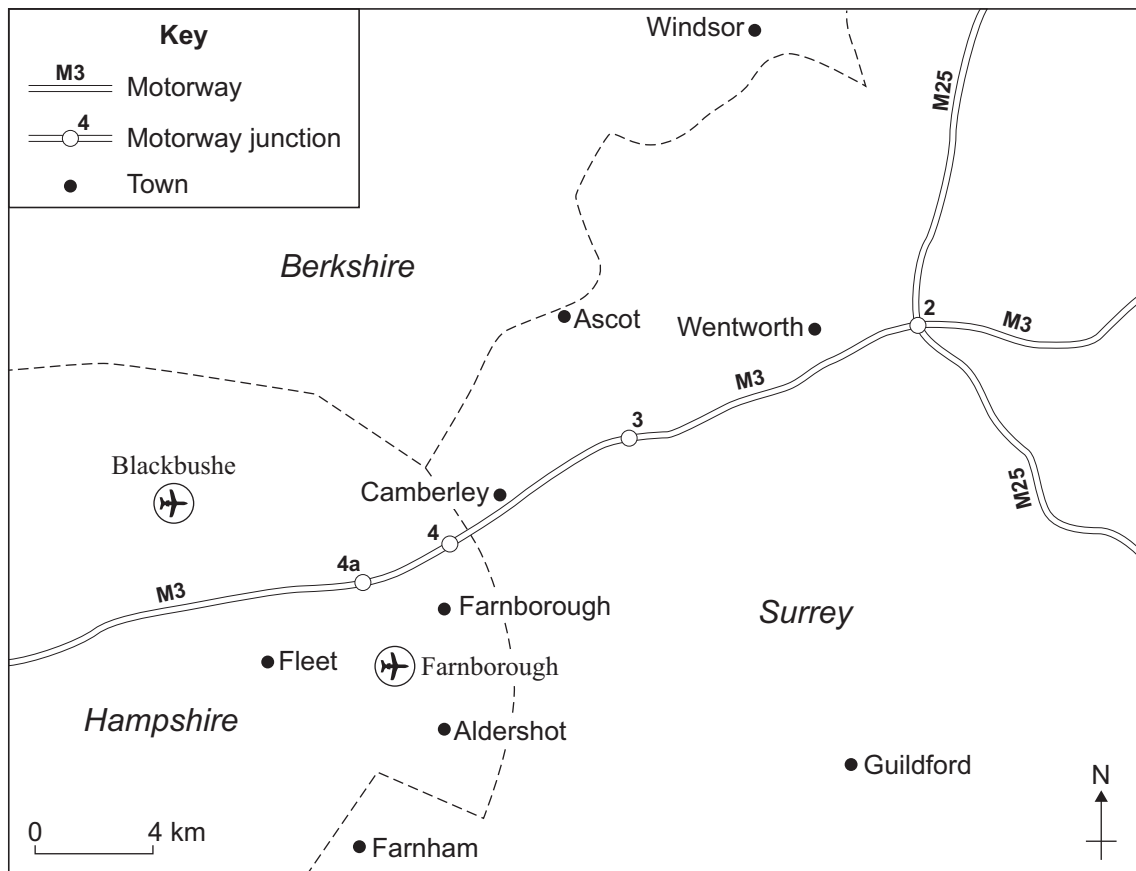 Key
M3
Motorway
4
Motorway junction
Town
Windsor
M25
Berkshire
Ascot
Wentworth
2
M3
M3
3
Blackbushe
Camberley
M25
4
4a
M3
Farnborough
Surrey
Fleet
Farnborough
Hampshire
Aldershot
Guildford
N
0 4 km
Farnham